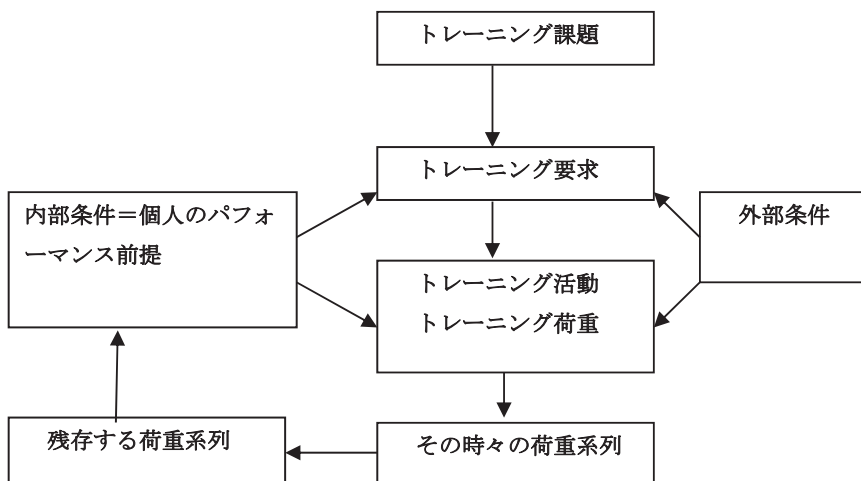 トレーニング課題
トレーニング要求
内部条件＝個人のパフォ
ーマンス前提
外部条件
トレーニング活動
トレーニング荷重
残存する荷重系列
その時々の荷重系列